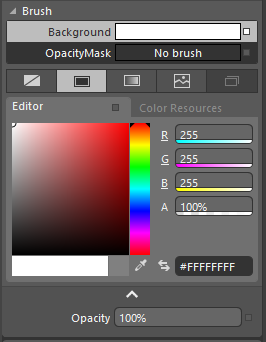 Brush
Background
OpacityMask No brush
Editor Color Resources
R 255
G 255
B 255
A 100%
#FFFFFFFF
Opacity 100%